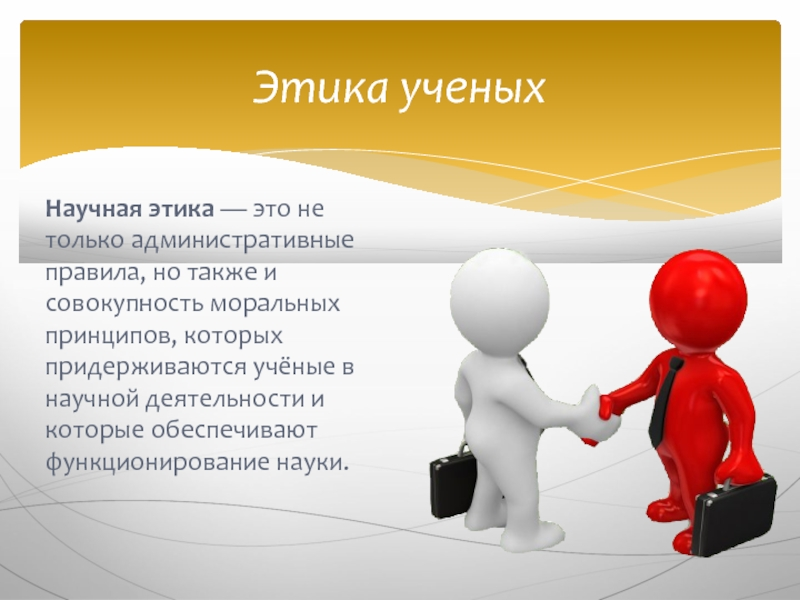 Этика ученых
Научная этика — это не
только административные
правила, но также и
совокупность моральных
принципов, которых
придерживаются учёные в
научной деятельности и
которые обеспечивают
функционирование науки.